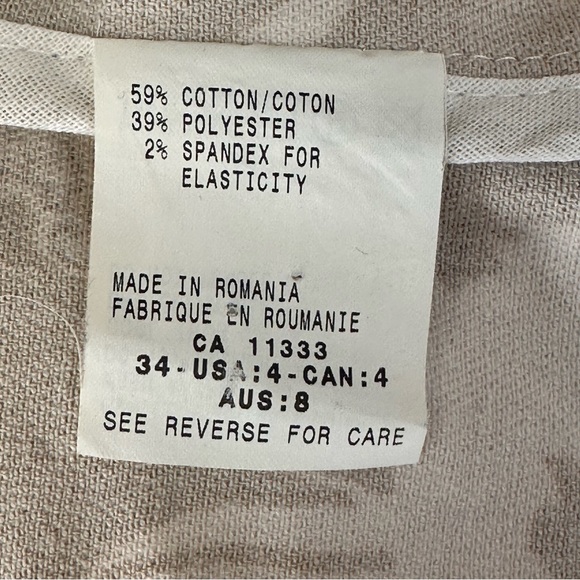 59% COTTON/COTON
39% POLYESTER
2% SPANDEX FOR
ELASTICITY
MADE IN ROMANIA
FABRIQUE EN ROUMANIE
CA 11333
34-USA:4-CAN:4
AUS:8
SEE REVERSE FOR CARE